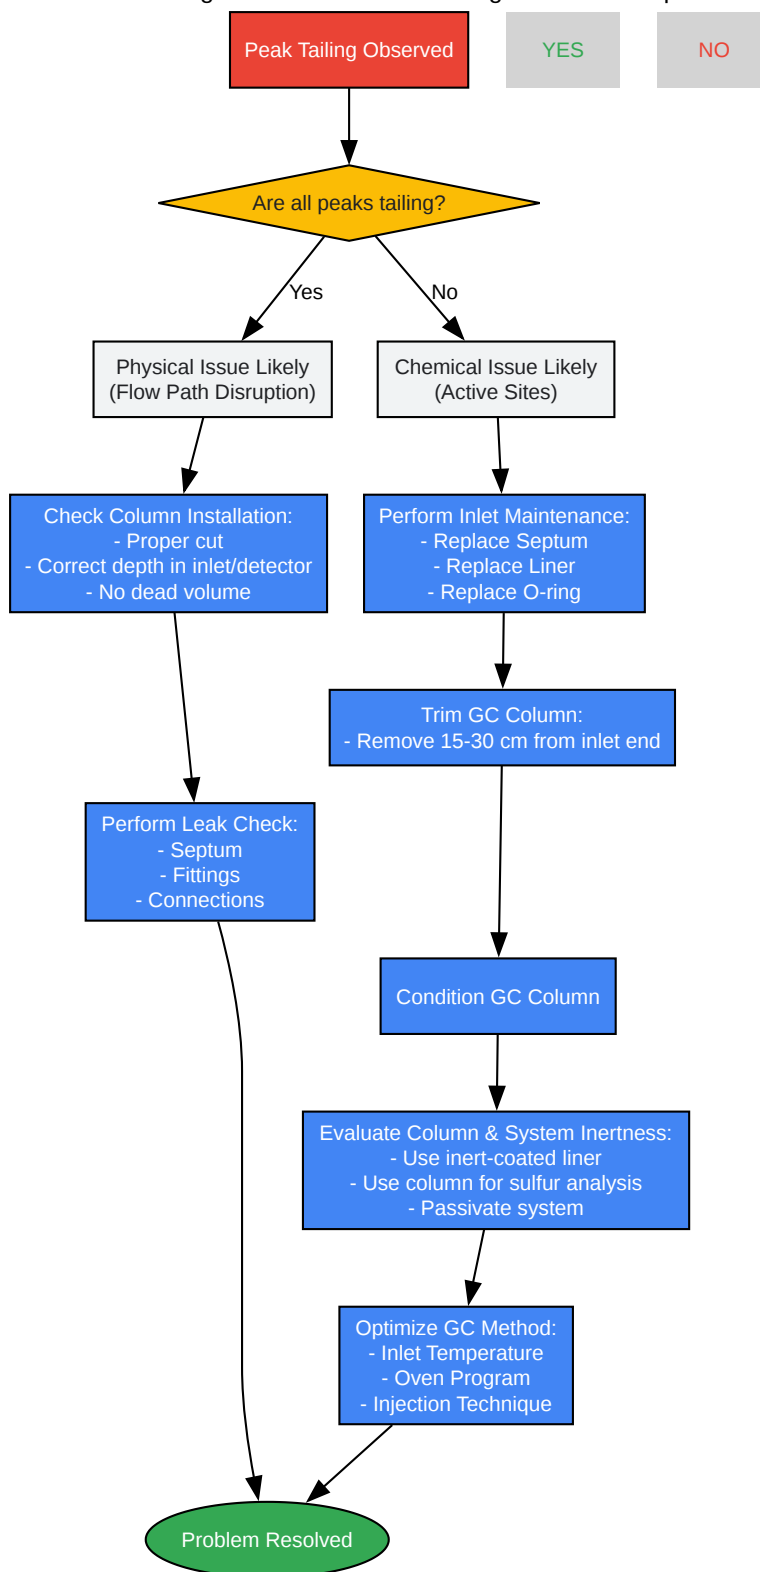 Peak Tailing Observed
YES
NO
Are all peaks tailing?
Yes
No
Physical Issue Likely
(Flow Path Disruption)
Chemical Issue Likely
(Active Sites)
Check Column Installation:
- Proper cut
- Correct depth in inlet/detector
- No dead volume
Perform Inlet Maintenance:
- Replace Septum
- Replace Liner
- Replace O-ring
Trim GC Column:
- Remove 15-30 cm from inlet end
Perform Leak Check:
- Septum
- Fittings
- Connections
Condition GC Column
Evaluate Column & System Inertness:
- Use inert-coated liner
- Use column for sulfur analysis
- Passivate system
Optimize GC Method:
- Inlet Temperature
- Oven Program
- Injection Technique
Problem Resolved